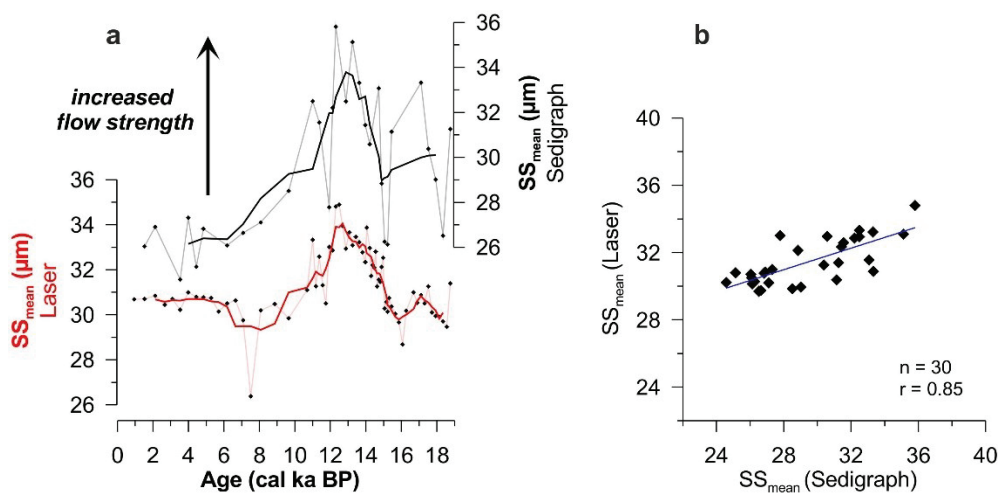 a
increased
flow strength
SSmean (µm)
Laser
36
34
32
30
28
26
36
34
32
30
28
26
SSmean (µm)
Sedigraph
0 2 4 6 8 10 12 14 16 18
Age (cal ka BP)
b
40
36
32
28
24
SSmean (Laser)
n = 30
r = 0.85
24 28 32 36 40
SSmean (Sedigraph)